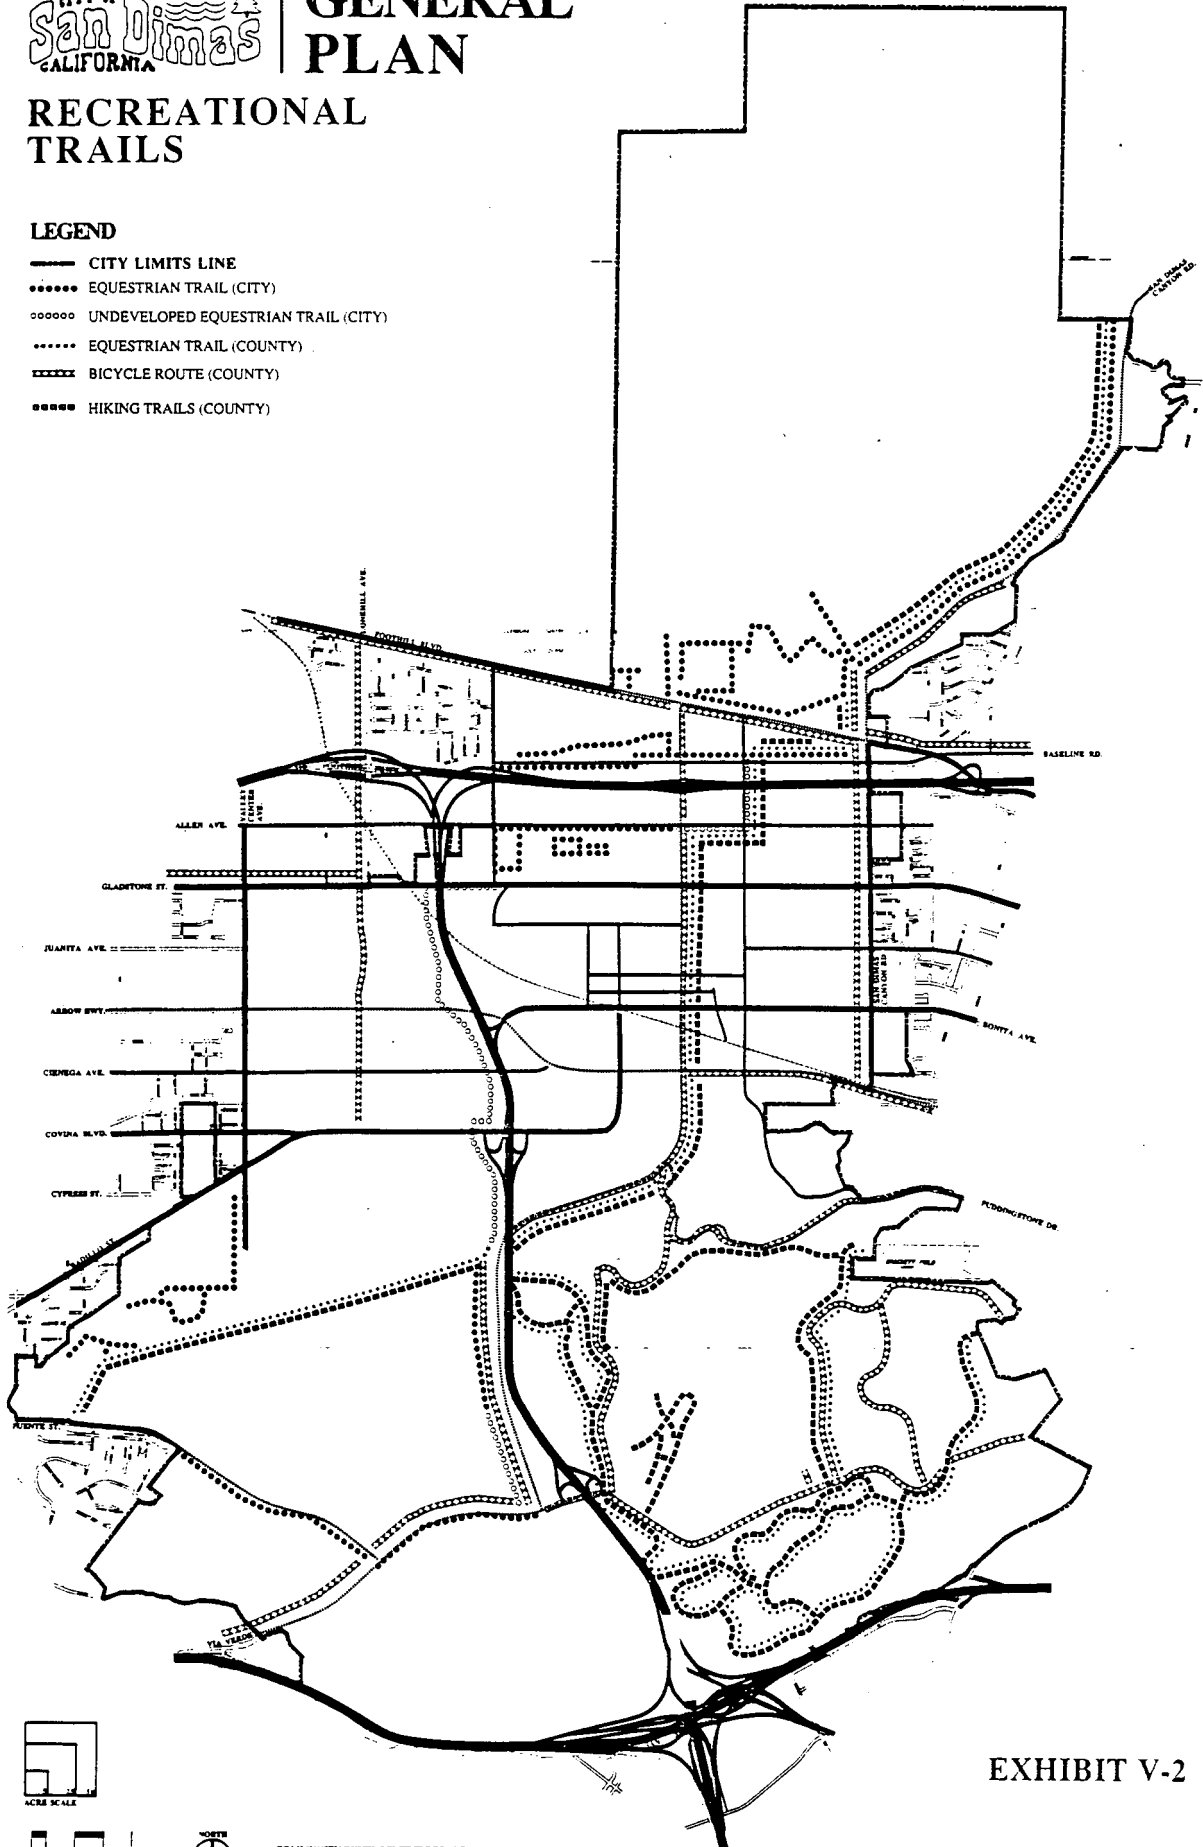 San Dimas
CALIFORNIA
GENERAL
PLAN
RECREATIONAL
TRAILS
LEGEND
CITY LIMITS LINE
EQUESTRIAN TRAIL (CITY)
UNDEVELOPED EQUESTRIAN TRAIL (CITY)
EQUESTRIAN TRAIL (COUNTY)
BICYCLE ROUTE (COUNTY)
HIKING TRAILS (COUNTY)
SAN DIMAS
CANYON RD.
FOOTHILL BLVD.
BASELINE RD.
VALLEY
CENTER
AVE.
ALLEN AVE.
GLADSTONE ST.
JUANITA AVE.
SAN DIMAS
CANYON RD
ARROW HWY.
BONITA AVE.
CIENEGA AVE.
COVINA BLVD.
CYPRESS ST.
PUDDINGSTONE DR.
PUENTE ST.
VIA VERDE
ACRE SCALE
EXHIBIT V-2
NORTH